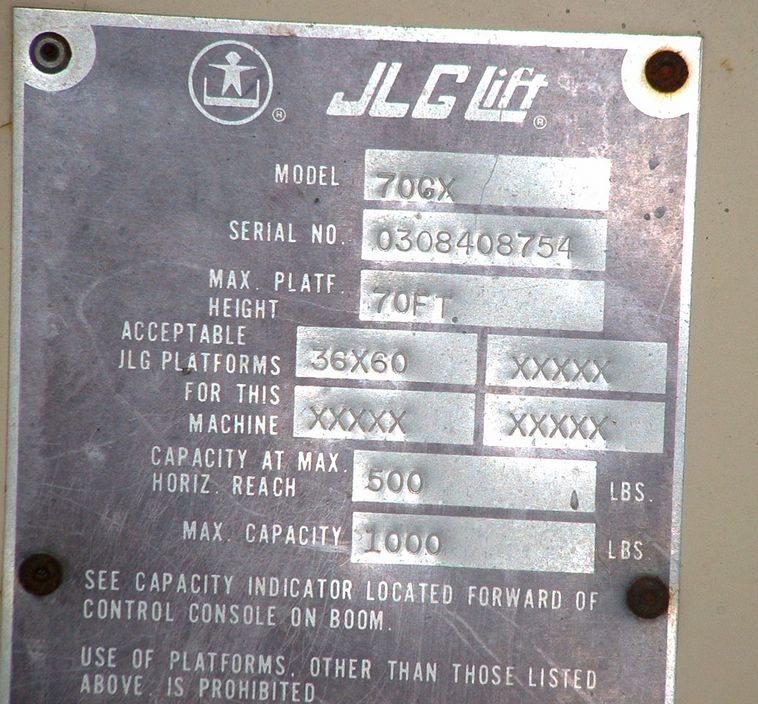 ® JLG Lift ®
MODEL 70GX
SERIAL NO. 0308408754
MAX. PLATF. HEIGHT 70FT.
ACCEPTABLE
JLG PLATFORMS 36X60 XXXXX
FOR THIS
MACHINE XXXXX XXXXX
CAPACITY AT MAX.
HORIZ. REACH 500 LBS.
MAX. CAPACITY 1000 LBS.
SEE CAPACITY INDICATOR LOCATED FORWARD OF
CONTROL CONSOLE ON BOOM.
USE OF PLATFORMS, OTHER THAN THOSE LISTED
ABOVE, IS PROHIBITED